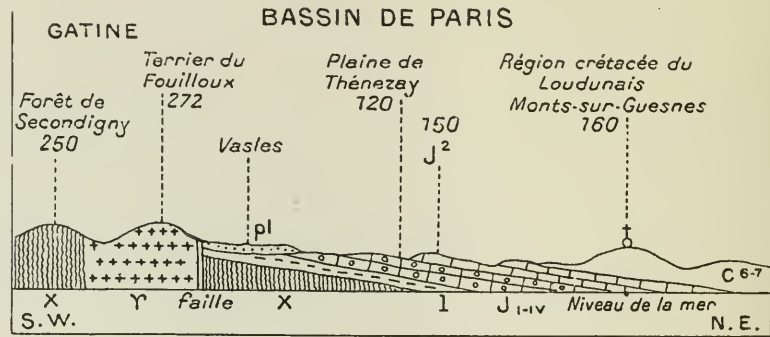 BASSIN DE PARIS
GATINE
Terrier du
Fouilloux
272
Plaine de
Thénezay
120
Région crétacée du
Loudunais
Monts-sur-Guesnes
160
Forêt de
Secondigny
250
Vasles
150
J²
pl
C 6-7
X ϒ faille X l J I-IV Niveau de la mer
S.W. N.E.